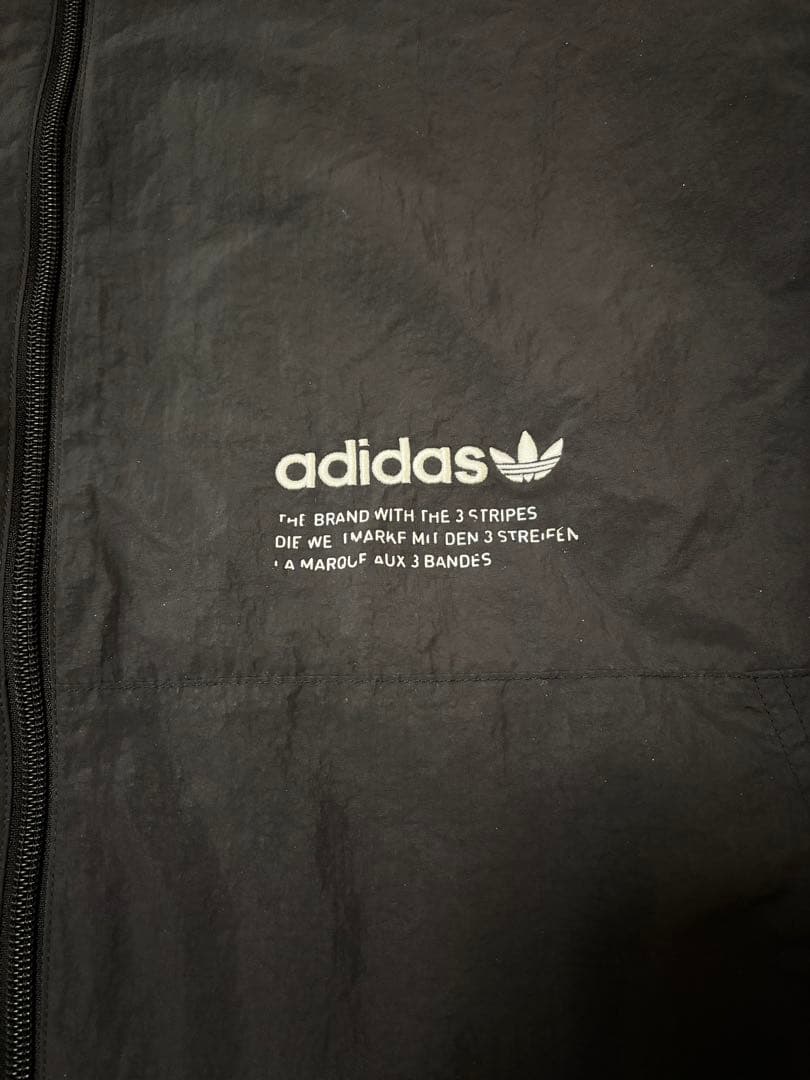 adidas
THE BRAND WITH THE 3 STRIPES
DIE WELTMARKE MIT DEN 3 STREIFEN
LA MARQUE AUX 3 BANDES